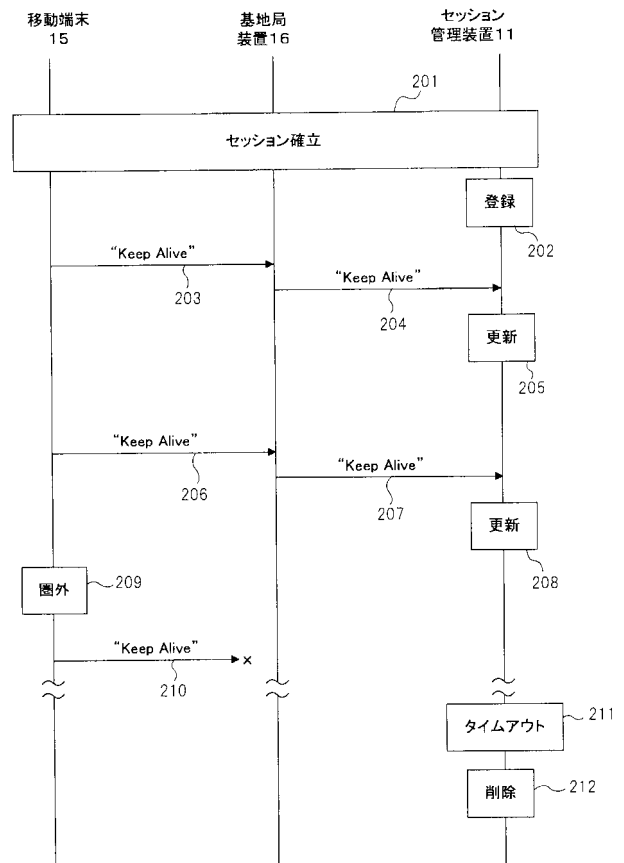 移動端末
15
基地局
装置16
セッション
管理装置11
201
セッション確立
登録
202
“Keep Alive”
203
“Keep Alive”
204
更新
205
“Keep Alive”
206
“Keep Alive”
207
更新
208
圏外
209
“Keep Alive”
×
210
タイムアウト
211
削除
212